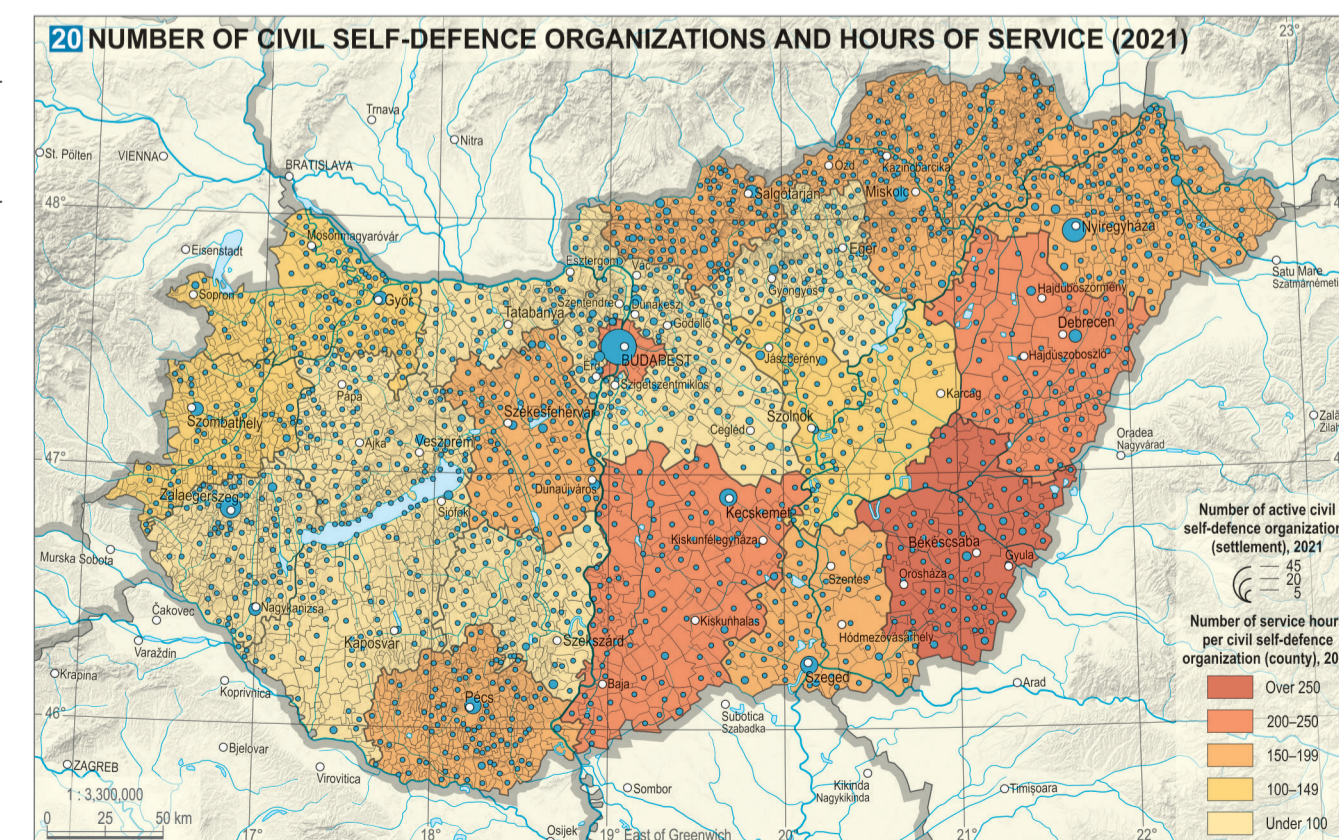 20 NUMBER OF CIVIL SELF-DEFENCE ORGANIZATIONS AND HOURS OF SERVICE (2021)
23°
Trnava
Nitra
St. Pölten
VIENNA
BRATISLAVA
Ózd
Kazincbarcika
Salgótarján
Miskolc
48°
Mosonmagyaróvár
Nyíregyháza
Eisenstadt
Eger
Esztergom
Vác
Satu Mare
Szatmárnémeti
Sopron
Győr
Gyöngyös
Hajdúböszörmény
Szentendre
Dunakeszi
Tatabánya
Gödöllő
Debrecen
BUDAPEST
Jászberény
Hajdúszoboszló
Érd
Szigetszentmiklós
Pápa
Karcag
Székesfehérvár
Szombathely
Cegléd
Szolnok
Ajka
Veszprém
Oradea
Nagyvárad
47°
Zalaegerszeg
Dunaújváros
Siófok
Kecskemét
Number of active civil
self-defence organization
(settlement), 2021
45
20
5
Kiskunfélegyháza
Békéscsaba
Gyula
Murska Sobota
Szentes
Orosháza
Čakovec
Nagykanizsa
Kiskunhalas
Number of service hour
per civil self-defence
organization (county), 20
Kaposvár
Szekszárd
Hódmezővásárhely
Varaždin
Krapina
Koprivnica
Szeged
Baja
Arad
Over 250
Pécs
46°
Subotica
Szabadka
200–250
Bjelovar
150–199
ZAGREB
Virovitica
Kikinda
Nagykikinda
Sombor
Timișoara
100–149
1 : 3,300,000
0 25 50 km
Under 100
17°
18°
Osijek
19° East of Greenwich
20°
21°
22°